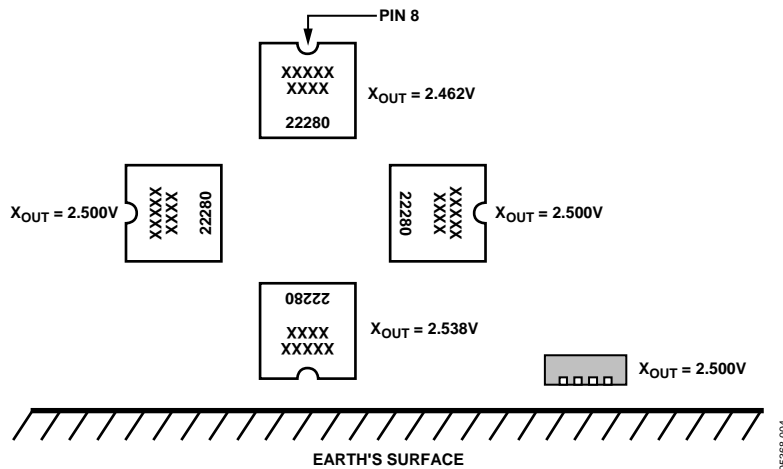 PIN 8
XXXXX
XXXX
22280
XOUT = 2.462V
XOUT = 2.500V
XXXXX
XXXX
22280
22280
XXXX
XXXXX
XOUT = 2.500V
22280
XXXX
XXXXX
XOUT = 2.538V
XOUT = 2.500V
EARTH'S SURFACE